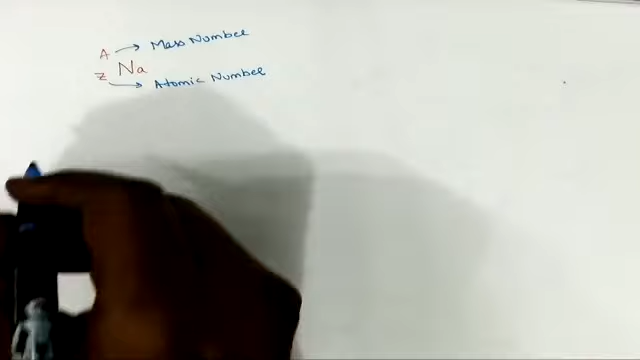 A → Mass Number
Na
Z → Atomic Number